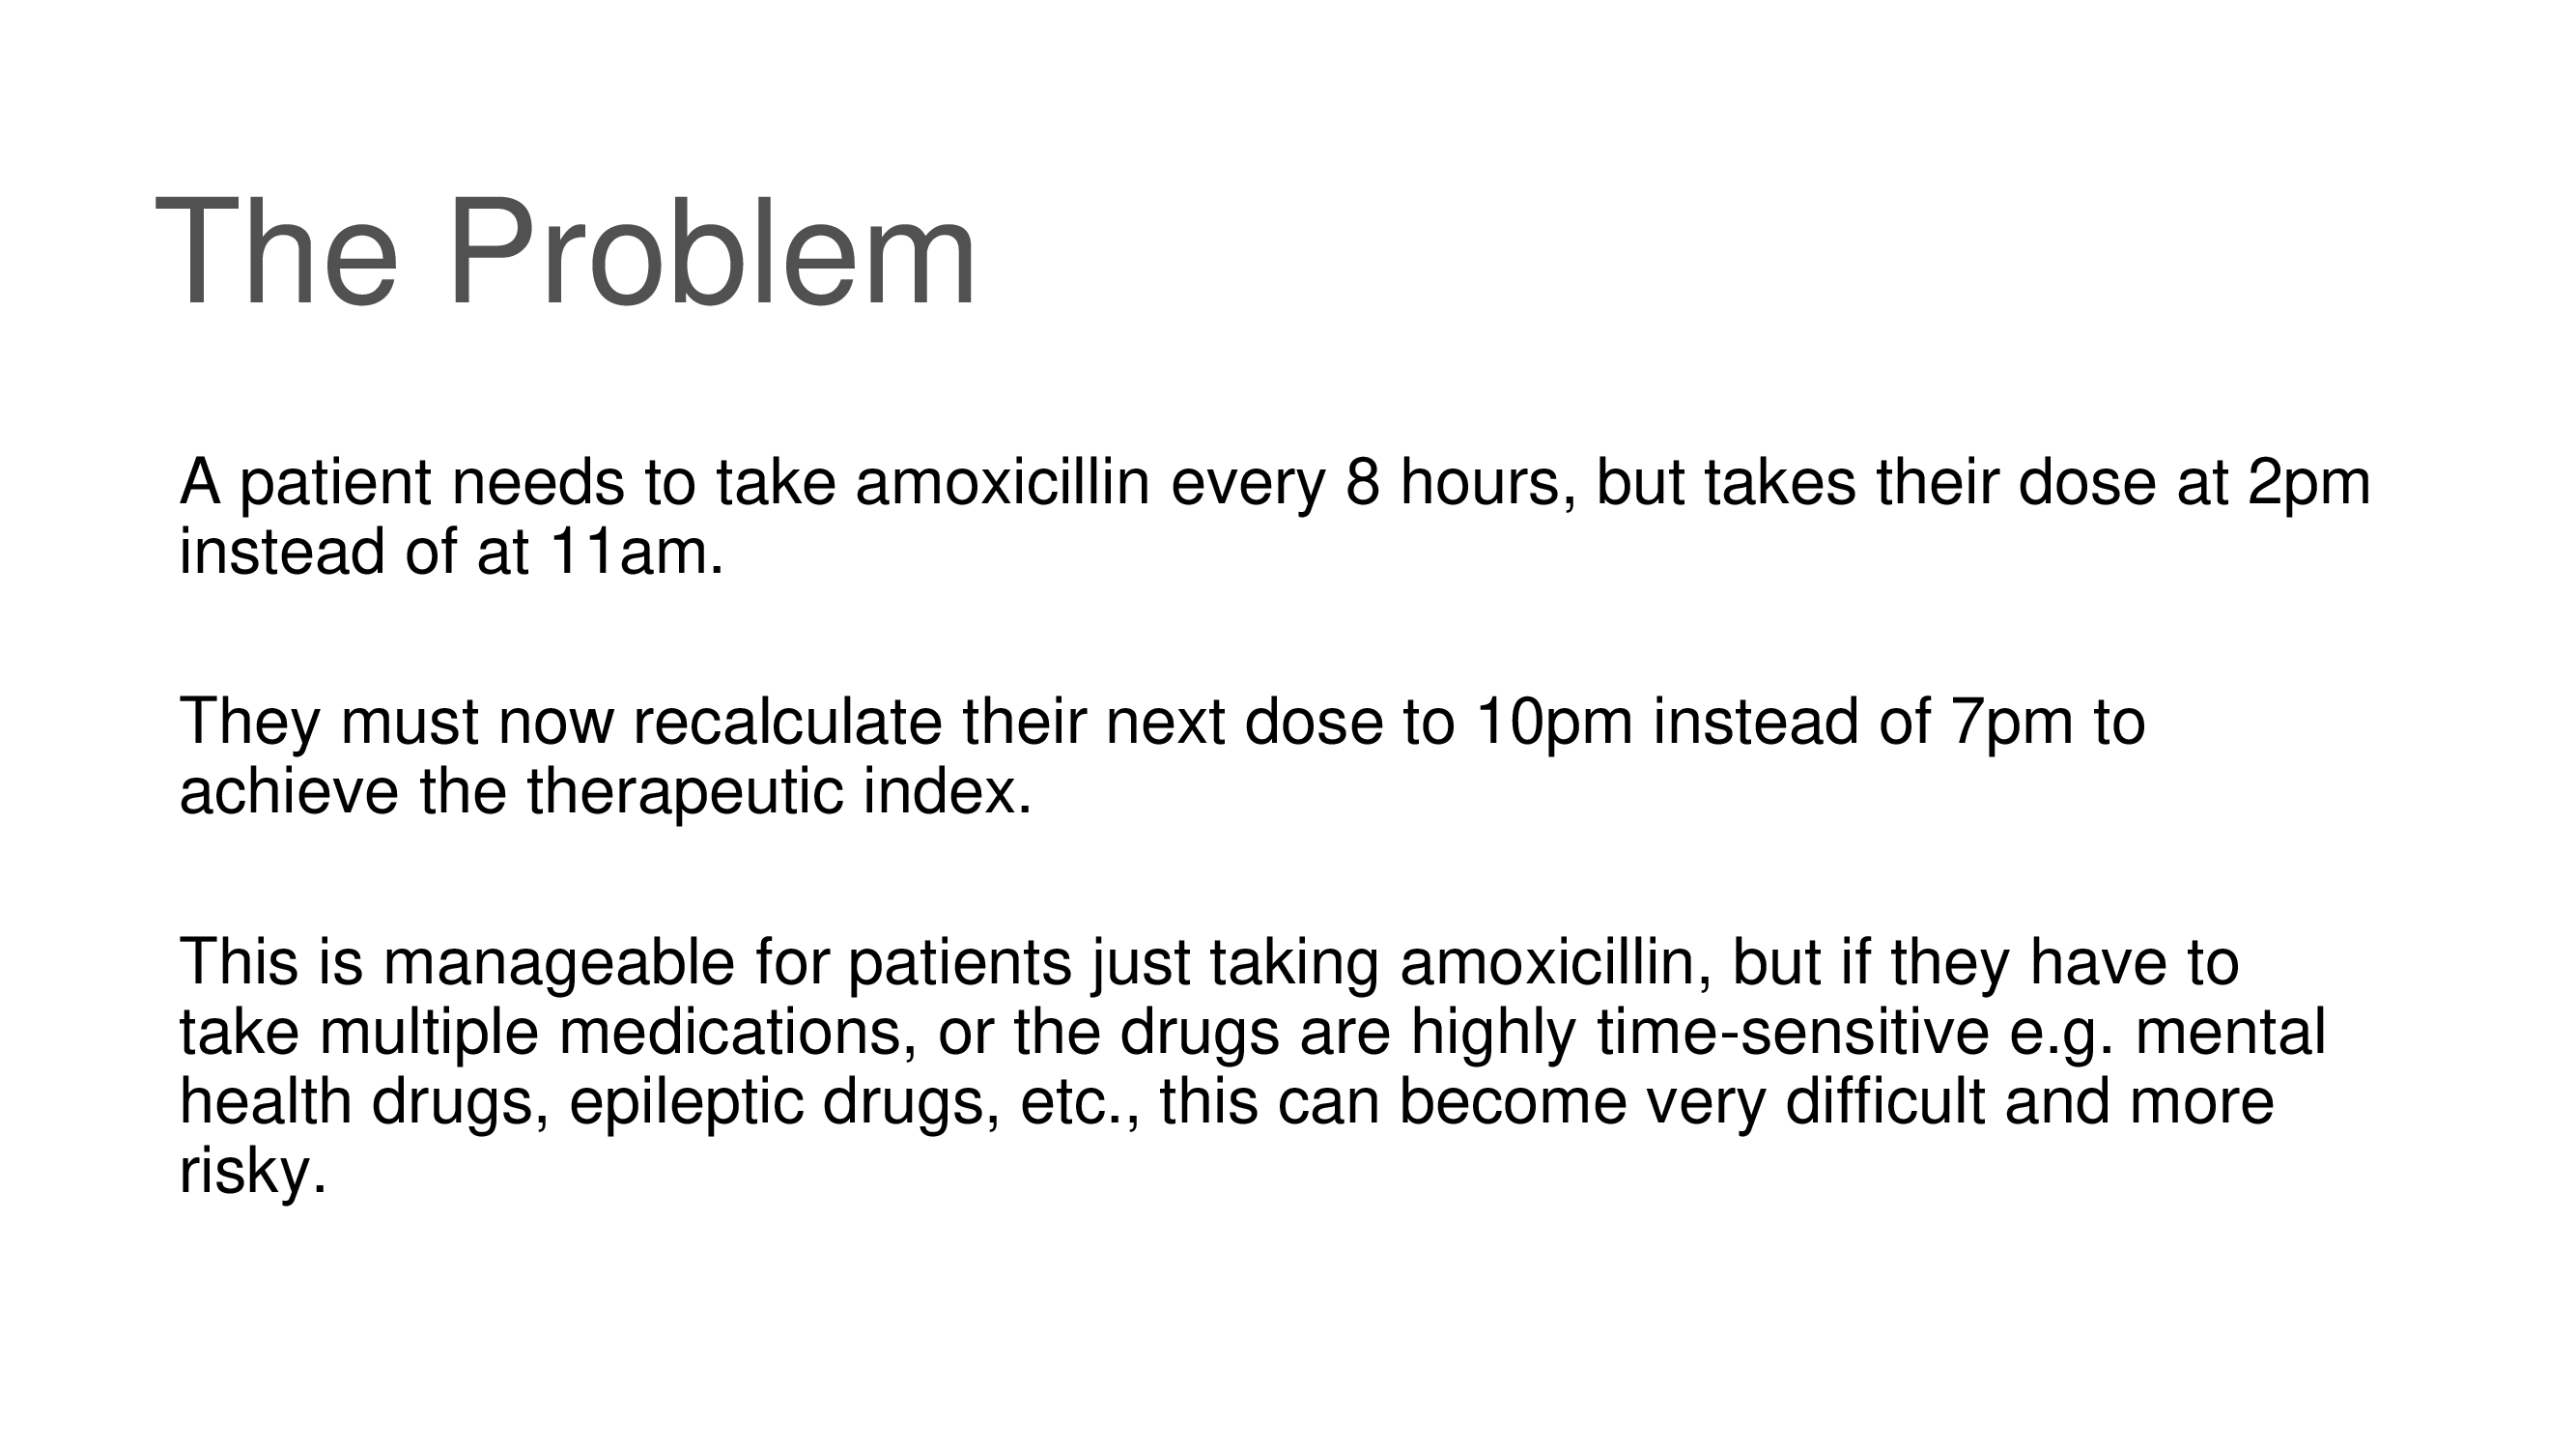 The Problem
A patient needs to take amoxicillin every 8 hours, but takes their dose at 2pm
instead of at 11am.
They must now recalculate their next dose to 10pm instead of 7pm to
achieve the therapeutic index.
This is manageable for patients just taking amoxicillin, but if they have to
take multiple medications, or the drugs are highly time-sensitive e.g. mental
health drugs, epileptic drugs, etc., this can become very difficult and more
risky.